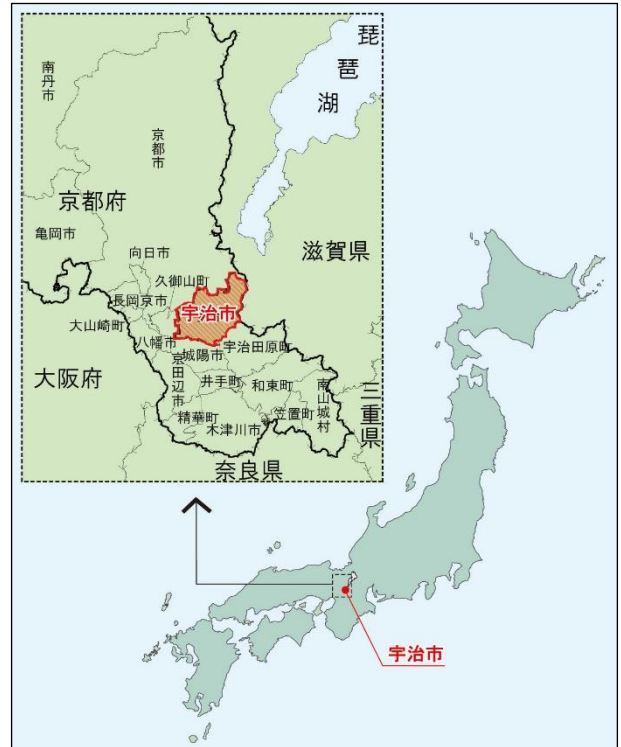 琵琶湖
南丹市
京都市
京都府
亀岡市
滋賀県
向日市
久御山町
長岡京市
宇治市
大山崎町
八幡市
城陽市
宇治田原町
大阪府
京田辺市
井手町
和束町
南山城村
三重県
精華町
木津川市
笠置町
奈良県
宇治市